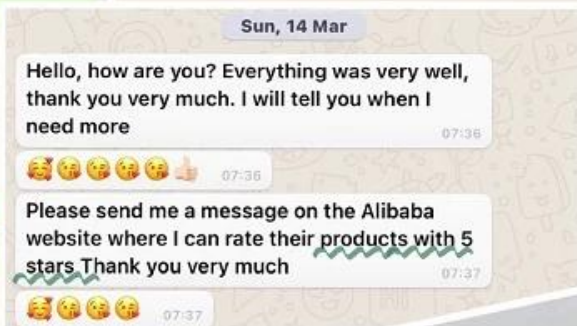 Sun, 14 Mar
Hello, how are you? Everything was very well,
thank you very much. I will tell you when I
need more
07:36
🥰😘😘😘😘👍🏻 07:36
Please send me a message on the Alibaba
website where I can rate their products with 5
stars Thank you very much
07:37
🥰😘😘😘 07:37